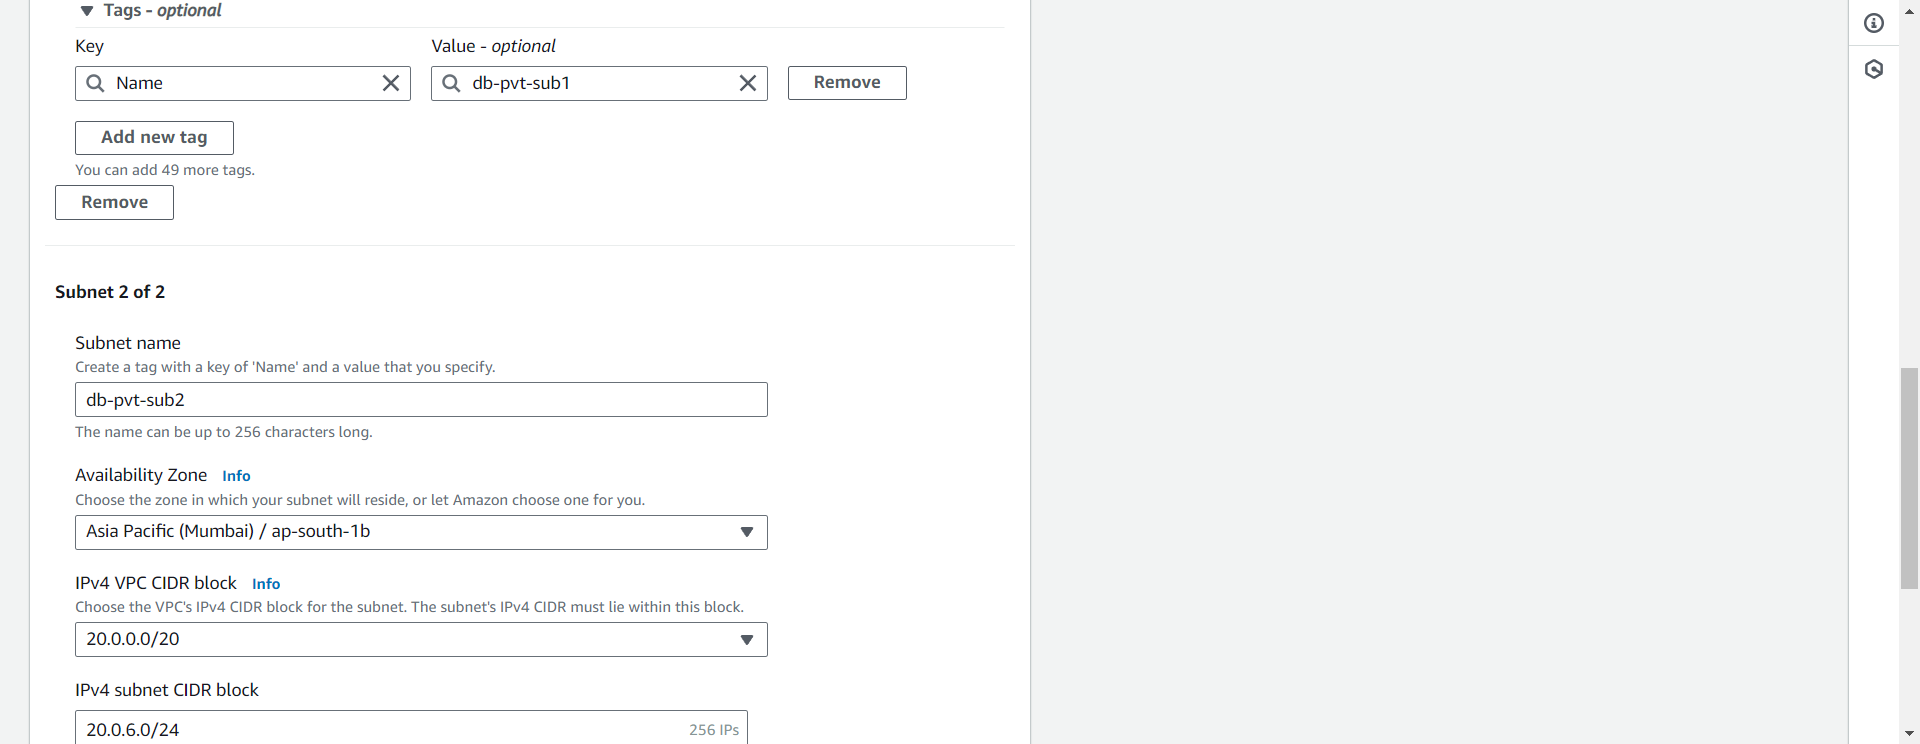 Tags - optional
Key
Value - optional
Name
db-pvt-sub1
Remove
Add new tag
You can add 49 more tags.
Remove
Subnet 2 of 2
Subnet name
Create a tag with a key of 'Name' and a value that you specify.
db-pvt-sub2
The name can be up to 256 characters long.
Availability Zone Info
Choose the zone in which your subnet will reside, or let Amazon choose one for you.
Asia Pacific (Mumbai) / ap-south-1b
IPv4 VPC CIDR block Info
Choose the VPC's IPv4 CIDR block for the subnet. The subnet's IPv4 CIDR must lie within this block.
20.0.0.0/20
IPv4 subnet CIDR block
20.0.6.0/24 256 IPs